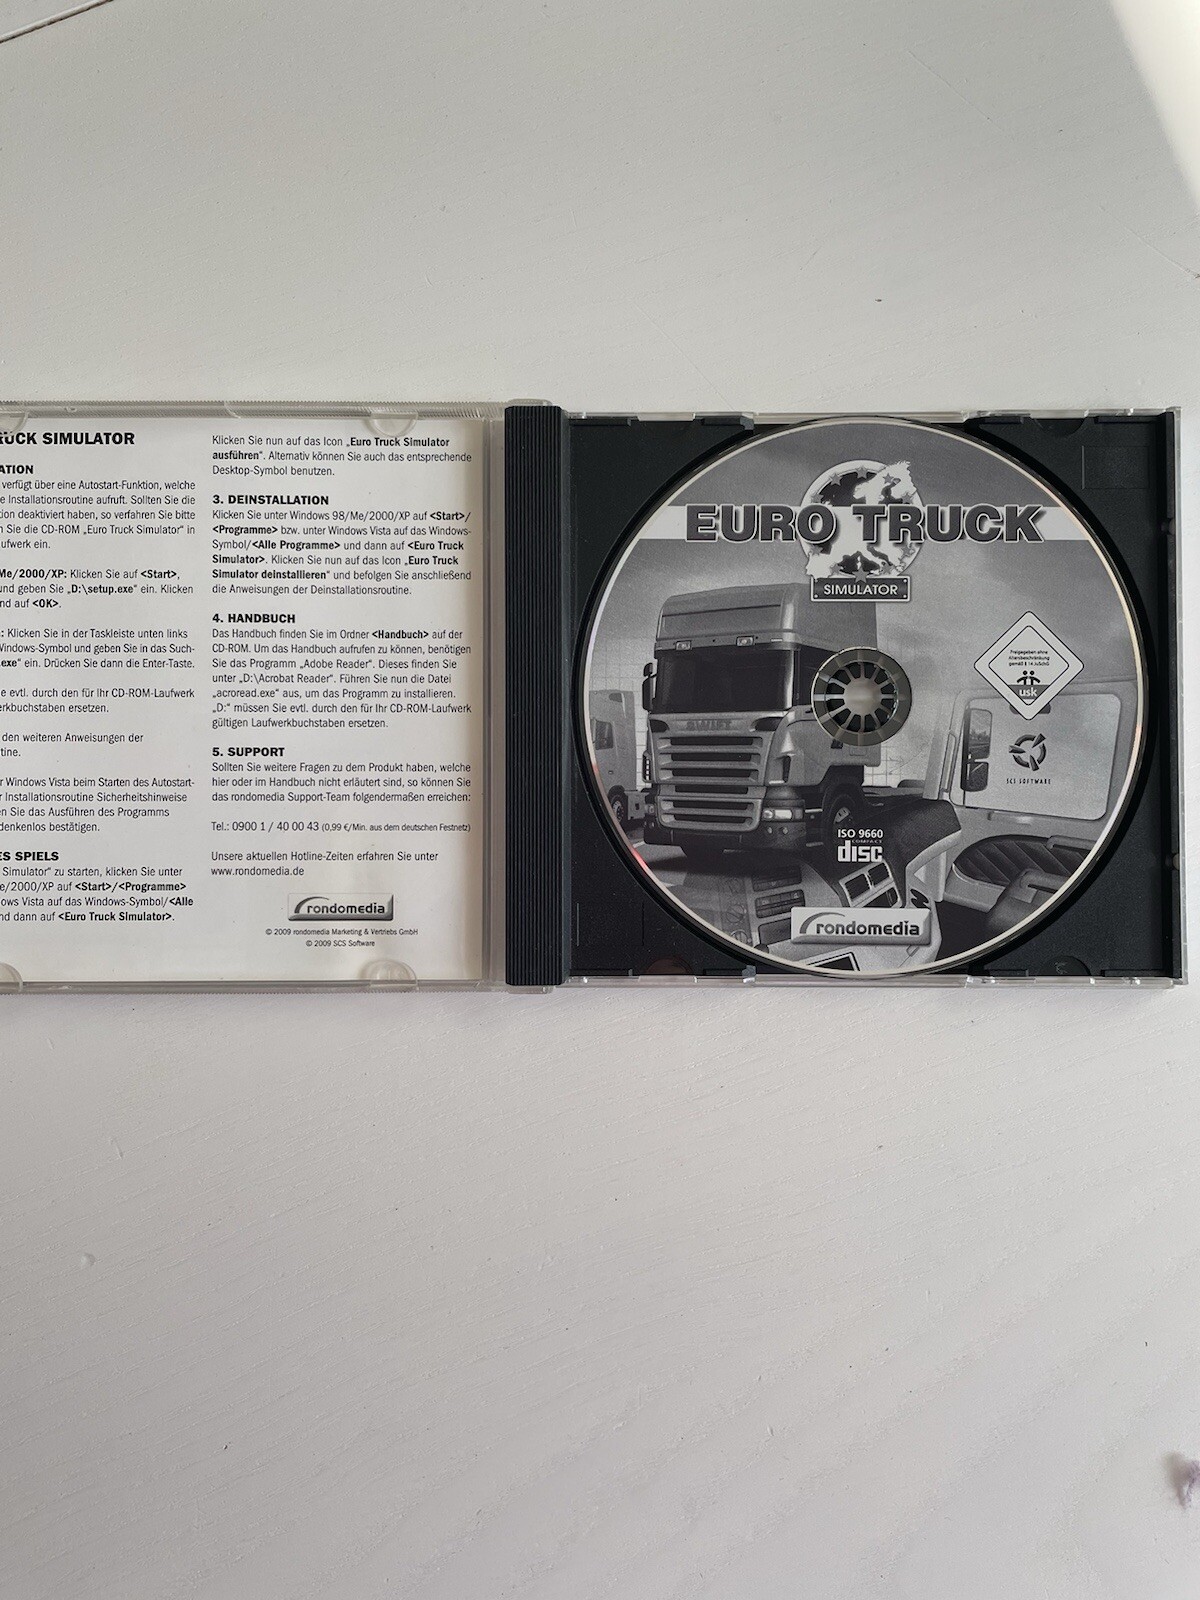 RUCK SIMULATOR
ATION
verfügt über eine Autostart-Funktion, welche
e Installationsroutine aufruft. Sollten Sie die
ion deaktiviert haben, so verfahren Sie bitte
n Sie die CD-ROM „Euro Truck Simulator" in
ufwerk ein.
Me/2000/XP: Klicken Sie auf <Start>,
und geben Sie „D:\setup.exe" ein. Klicken
nd auf <OK>.
: Klicken Sie in der Taskleiste unten links
Windows-Symbol und geben Sie in das Such-
.exe" ein. Drücken Sie dann die Enter-Taste.
e evtl. durch den für Ihr CD-ROM-Laufwerk
erkbuchstaben ersetzen.
den weiteren Anweisungen der
tine.
r Windows Vista beim Starten des Autostart-
r Installationsroutine Sicherheitshinweise
en Sie das Ausführen des Programms
denkenlos bestätigen.
ES SPIELS
Simulator" zu starten, klicken Sie unter
e/2000/XP auf <Start>/<Programme>
ows Vista auf das Windows-Symbol/<Alle
nd dann auf <Euro Truck Simulator>.
Klicken Sie nun auf das Icon „Euro Truck Simulator
ausführen". Alternativ können Sie auch das entsprechende
Desktop-Symbol benutzen.
3. DEINSTALLATION
Klicken Sie unter Windows 98/Me/2000/XP auf <Start>/
<Programme> bzw. unter Windows Vista auf das Windows-
Symbol/<Alle Programme> und dann auf <Euro Truck
Simulator>. Klicken Sie nun auf das Icon „Euro Truck
Simulator deinstallieren" und befolgen Sie anschließend
die Anweisungen der Deinstallationsroutine.
4. HANDBUCH
Das Handbuch finden Sie im Ordner <Handbuch> auf der
CD-ROM. Um das Handbuch aufrufen zu können, benötigen
Sie das Programm „Adobe Reader". Dieses finden Sie
unter „D:\Acrobat Reader". Führen Sie nun die Datei
„acroread.exe" aus, um das Programm zu installieren.
„D:" müssen Sie evtl. durch den für Ihr CD-ROM-Laufwerk
gültigen Laufwerkbuchstaben ersetzen.
5. SUPPORT
Sollten Sie weitere Fragen zu dem Produkt haben, welche
hier oder im Handbuch nicht erläutert sind, so können Sie
das rondomedia Support-Team folgendermaßen erreichen:
Tel.: 0900 1 / 40 00 43 (0,99 €/Min. aus dem deutschen Festnetz)
Unsere aktuellen Hotline-Zeiten erfahren Sie unter
www.rondomedia.de
rondomedia
© 2009 rondomedia Marketing & Vertriebs GmbH
© 2009 SCS Software
EURO TRUCK
SIMULATOR
Freigegeben ohne
Altersbeschränkung
gemäß § 14 JuSchG
usk
SCS SOFTWARE
SWIFT
ISO 9660
COMPACT
disc
rondomedia